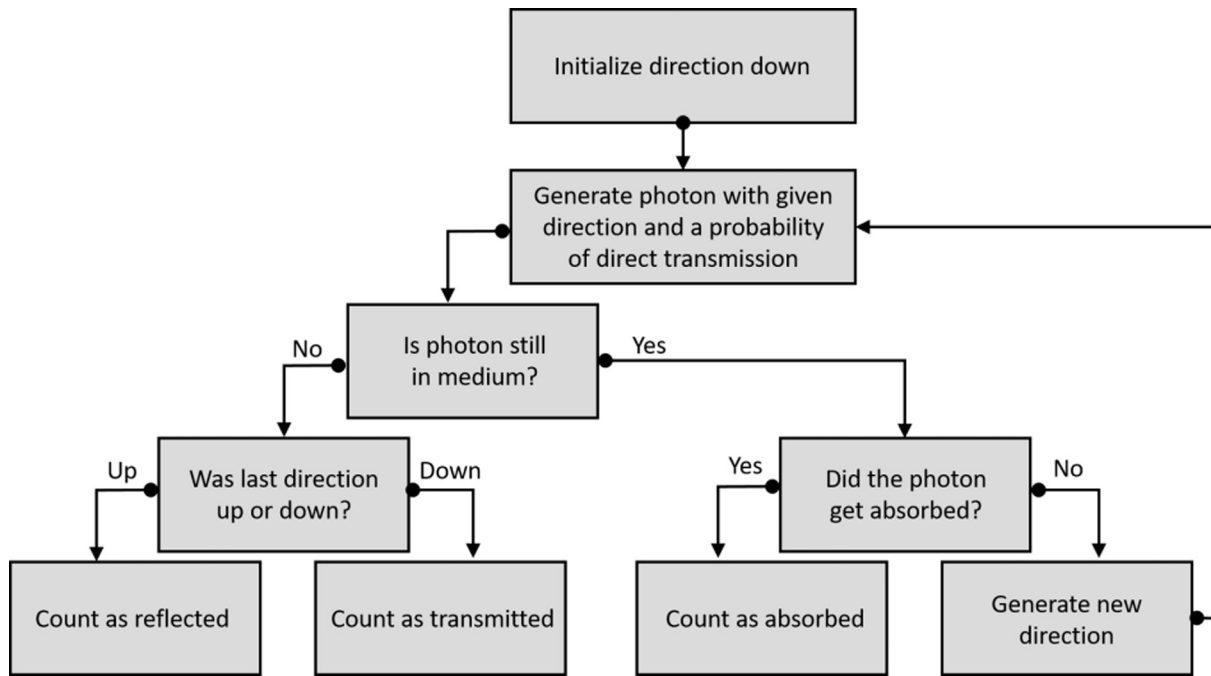 Initialize direction down
Generate photon with given
direction and a probability
of direct transmission
Is photon still
in medium?
No
Yes
Was last direction
up or down?
Up
Down
Did the photon
get absorbed?
Yes
No
Count as reflected
Count as transmitted
Count as absorbed
Generate new
direction